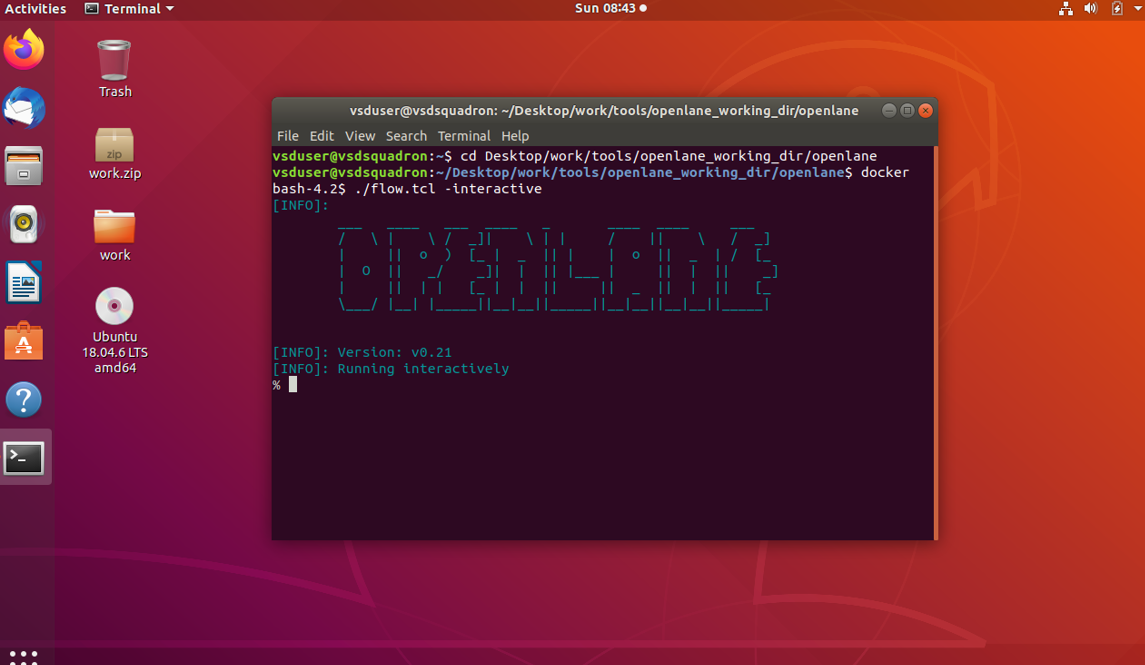 Activities Terminal Sun 08:43
Trash
zip
work.zip
work
Ubuntu
18.04.6 LTS
amd64
vsduser@vsdsquadron: ~/Desktop/work/tools/openlane_working_dir/openlane
File Edit View Search Terminal Help
vsduser@vsdsquadron:~$ cd Desktop/work/tools/openlane_working_dir/openlane
vsduser@vsdsquadron:~/Desktop/work/tools/openlane_working_dir/openlane$ docker
bash-4.2$ ./flow.tcl -interactive
[INFO]:
OPENLANE
[INFO]: Version: v0.21
[INFO]: Running interactively
%